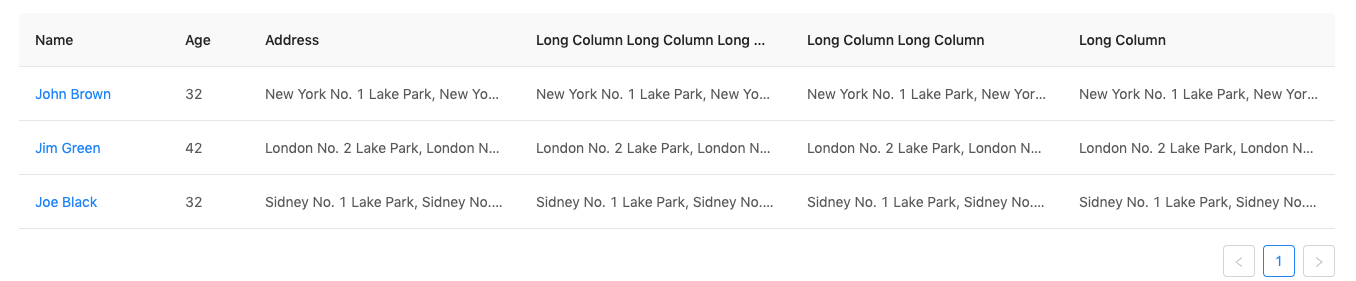 Name Age Address Long Column Long Column Long ... Long Column Long Column Long Column
John Brown 32 New York No. 1 Lake Park, New Yo... New York No. 1 Lake Park, New Yo... New York No. 1 Lake Park, New Yor... New York No. 1 Lake Park, New Yor...
Jim Green 42 London No. 2 Lake Park, London N... London No. 2 Lake Park, London N... London No. 2 Lake Park, London N... London No. 2 Lake Park, London N...
Joe Black 32 Sidney No. 1 Lake Park, Sidney No.... Sidney No. 1 Lake Park, Sidney No.... Sidney No. 1 Lake Park, Sidney No.... Sidney No. 1 Lake Park, Sidney No....
< 1 >